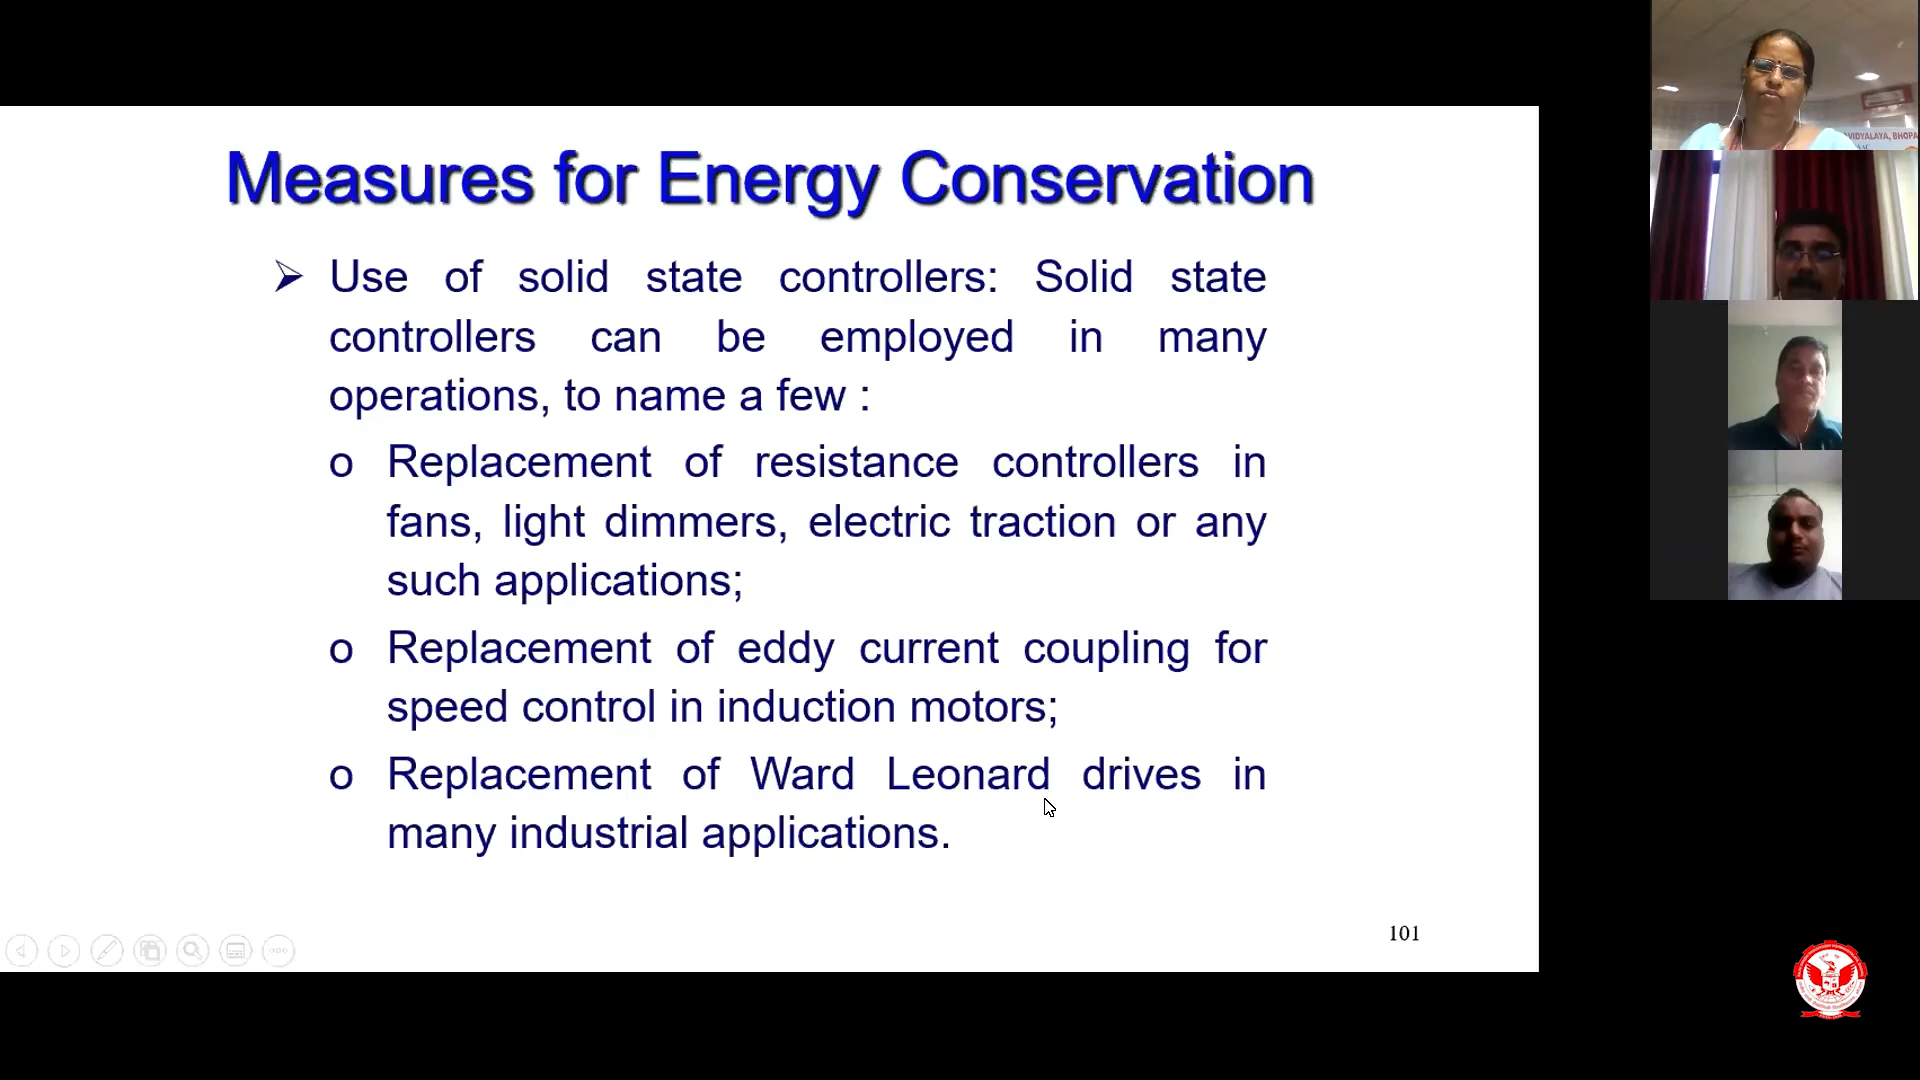 Measures for Energy Conservation
➢ Use of solid state controllers: Solid state
controllers can be employed in many
operations, to name a few :
o Replacement of resistance controllers in
fans, light dimmers, electric traction or any
such applications;
o Replacement of eddy current coupling for
speed control in induction motors;
o Replacement of Ward Leonard drives in
many industrial applications.
101
AVIDYALAYA, BHOPA